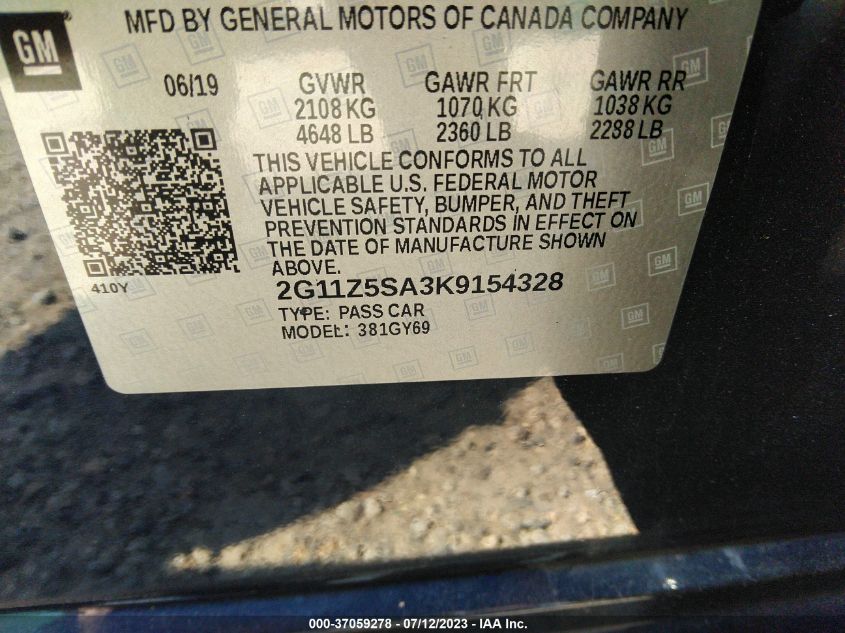 MFD BY GENERAL MOTORS OF CANADA COMPANY
GM
06/19 GVWR GAWR FRT GAWR RR
2108 KG 1070 KG 1038 KG
4648 LB 2360 LB 2288 LB
THIS VEHICLE CONFORMS TO ALL
APPLICABLE U.S. FEDERAL MOTOR
VEHICLE SAFETY, BUMPER, AND THEFT
PREVENTION STANDARDS IN EFFECT ON
THE DATE OF MANUFACTURE SHOWN
ABOVE.
410Y
2G11Z5SA3K9154328
TYPE: PASS CAR
MODEL: 381GY69
000-37059278 - 07/12/2023 - IAA Inc.